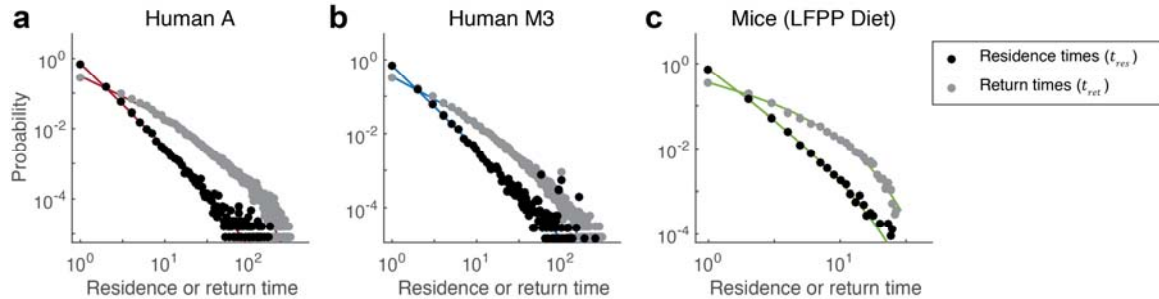 a Human A
b Human M3
c Mice (LFPP Diet)
Residence times (t_res)
Return times (t_ret)
Probability
10^0
10^-2
10^-4
10^0 10^1 10^2
Residence or return time
10^0
10^-2
10^-4
10^0 10^1 10^2
Residence or return time
10^0
10^-2
10^-4
10^0 10^1
Residence or return time